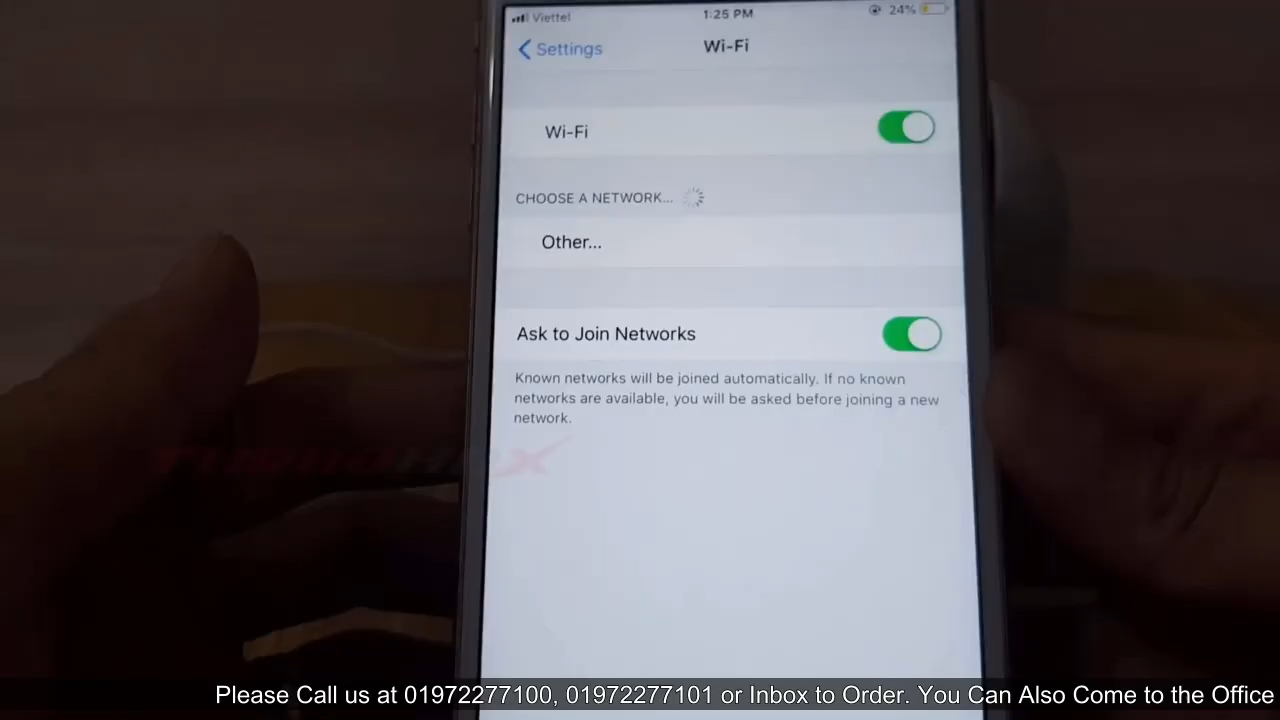 Viettel 1:25 PM 24%
Settings Wi-Fi
Wi-Fi
CHOOSE A NETWORK...
Other...
Ask to Join Networks
Known networks will be joined automatically. If no known
networks are available, you will be asked before joining a new
network.
Please Call us at 01972277100, 01972277101 or Inbox to Order. You Can Also Come to the Office